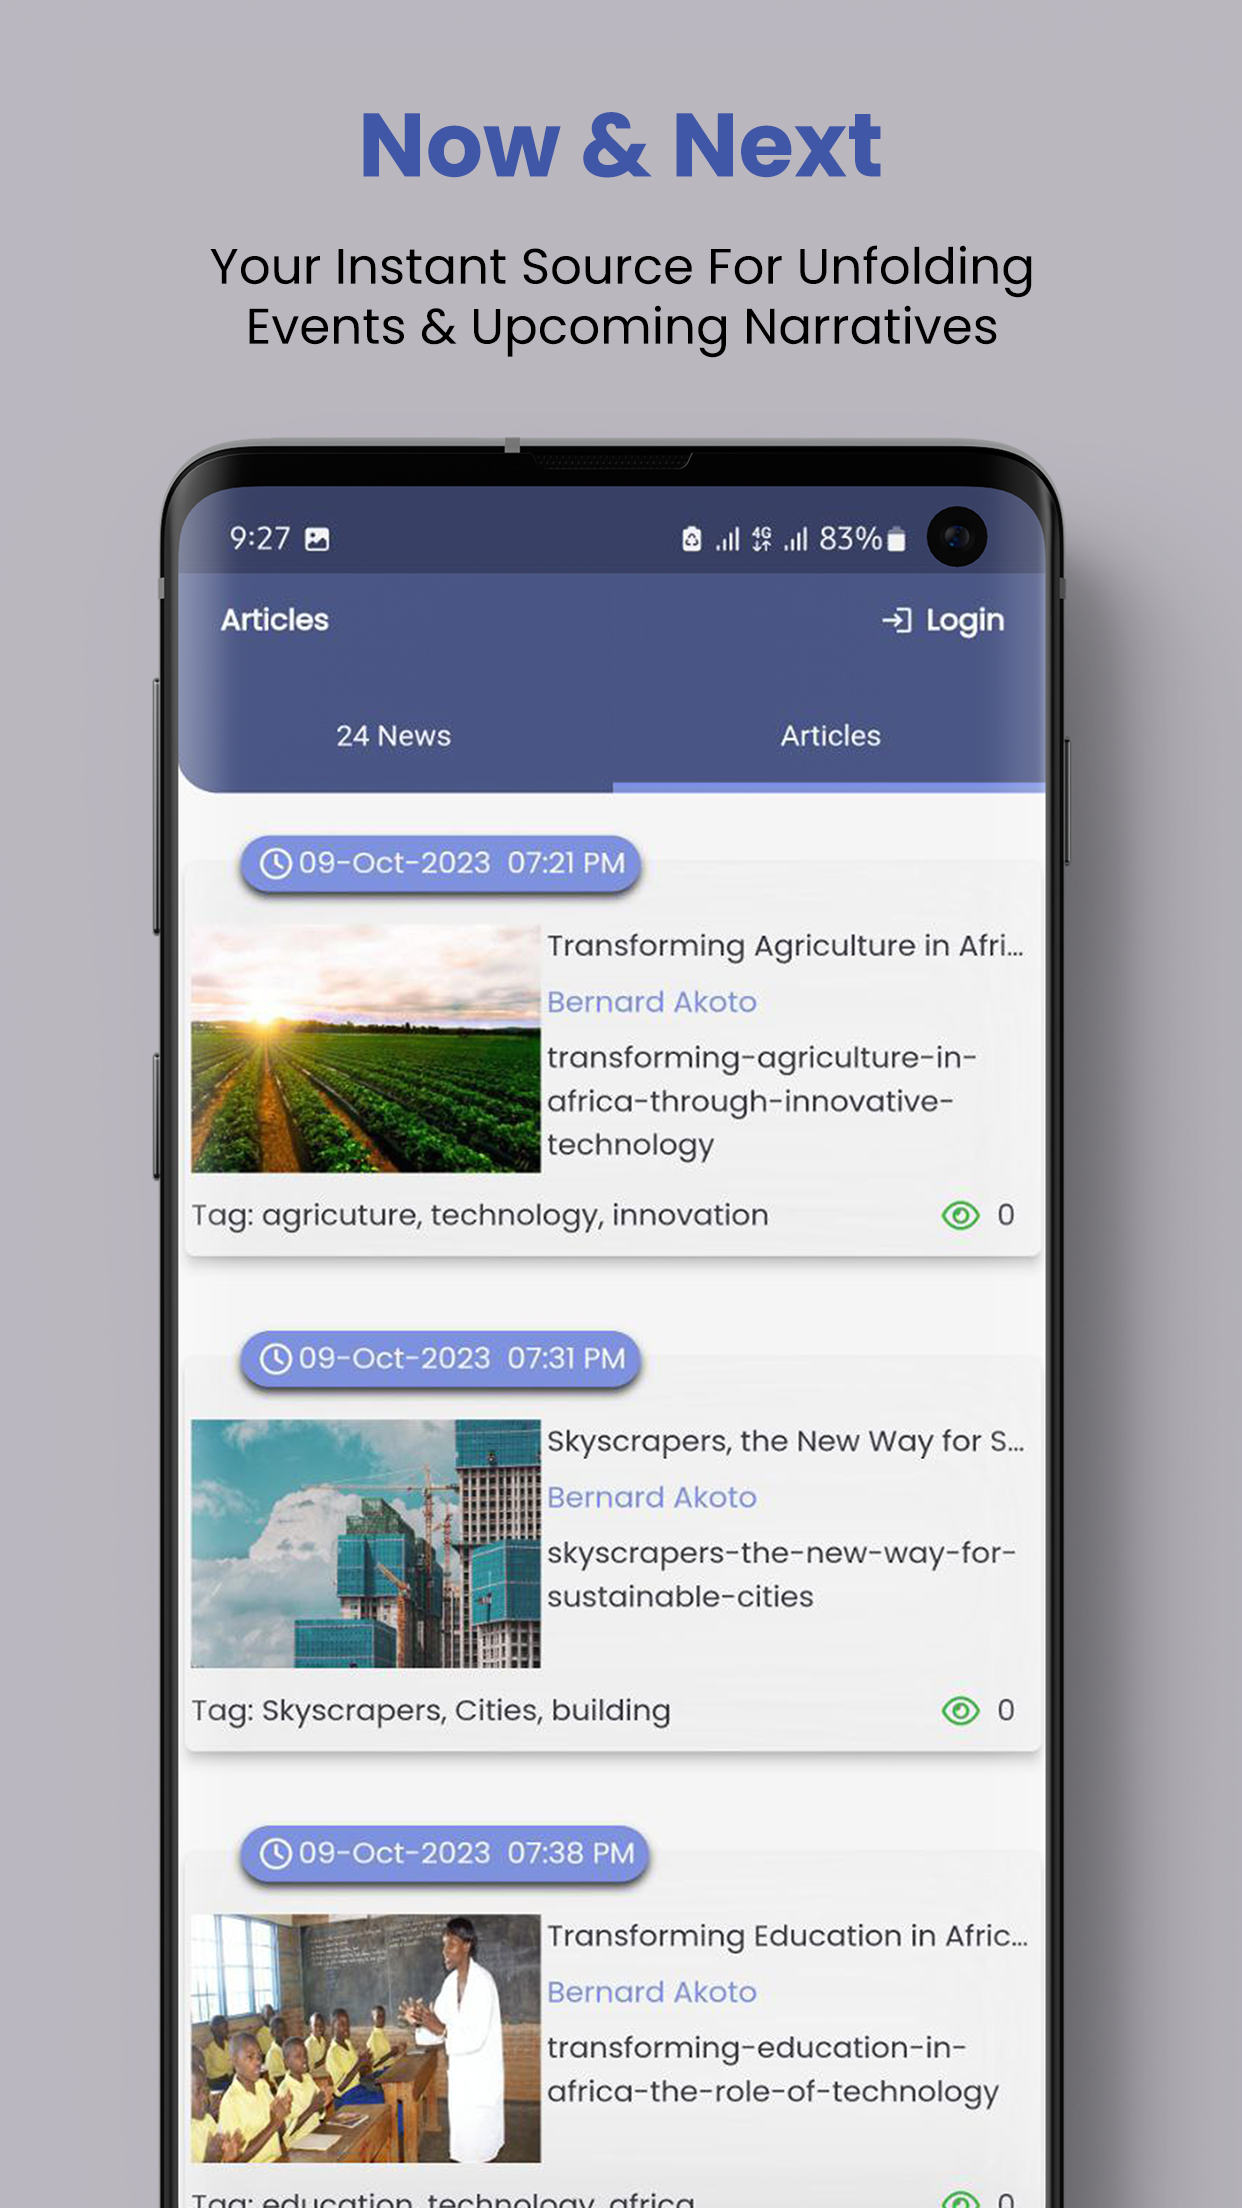 Now & Next
Your Instant Source For Unfolding
Events & Upcoming Narratives
9:27 4G 83%
Articles Login
24 News Articles
09-Oct-2023 07:21 PM
Transforming Agriculture in Afri...
Bernard Akoto
transforming-agriculture-in-
africa-through-innovative-
technology
Tag: agricuture, technology, innovation 0
09-Oct-2023 07:31 PM
Skyscrapers, the New Way for S...
Bernard Akoto
skyscrapers-the-new-way-for-
sustainable-cities
Tag: Skyscrapers, Cities, building 0
09-Oct-2023 07:38 PM
Transforming Education in Afric...
Bernard Akoto
transforming-education-in-
africa-the-role-of-technology
Tag: education, technology, africa 0